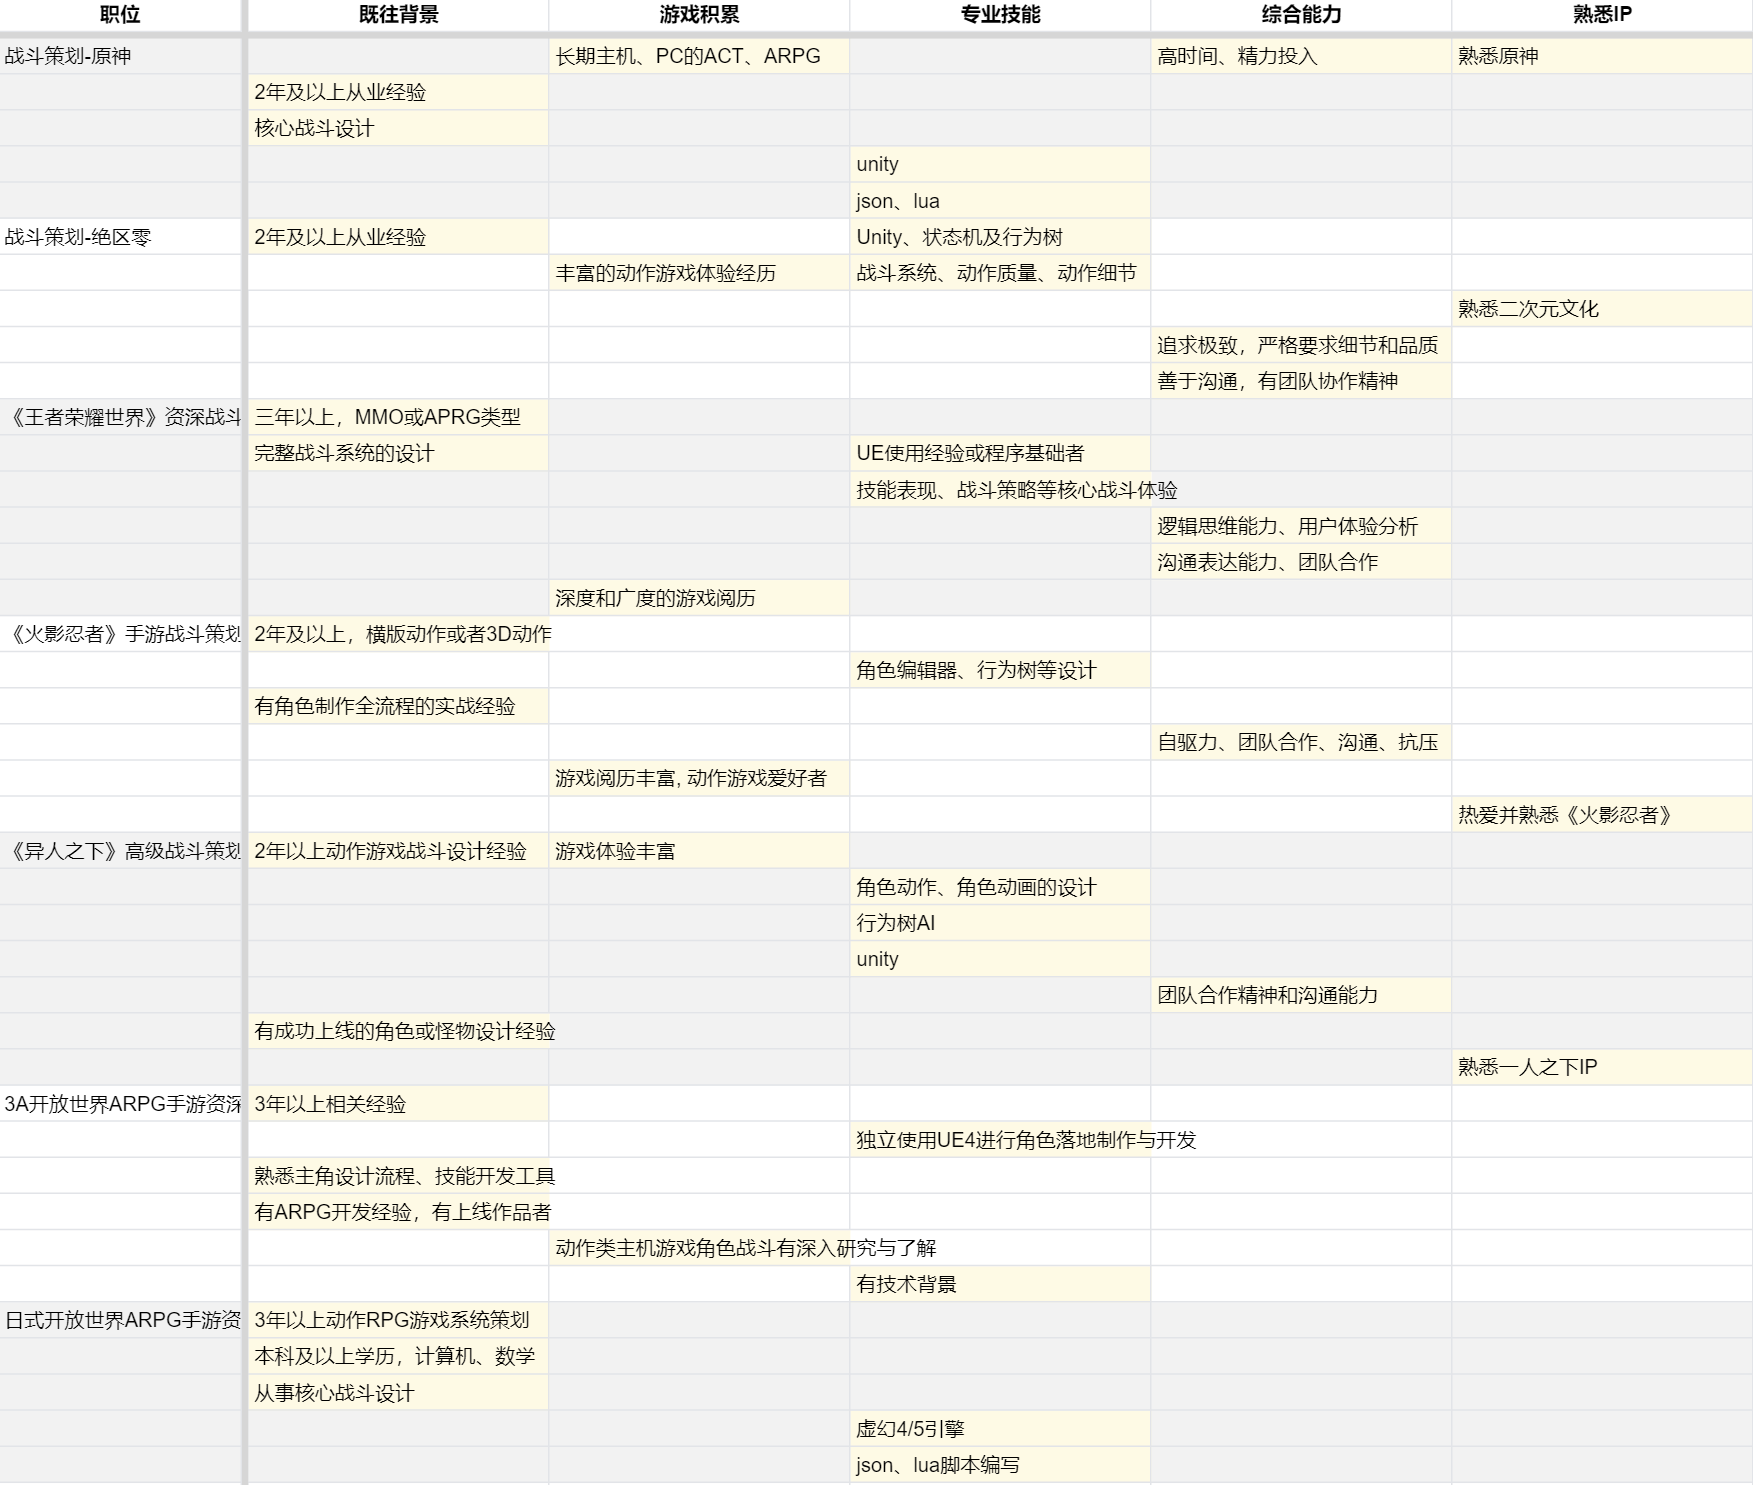 职位 既往背景 游戏积累 专业技能 综合能力 熟悉IP
战斗策划-原神 长期主机、PC的ACT、ARPG 高时间、精力投入 熟悉原神
2年及以上从业经验
核心战斗设计
unity
json、lua
战斗策划-绝区零 2年及以上从业经验 Unity、状态机及行为树
丰富的动作游戏体验经历 战斗系统、动作质量、动作细节
熟悉二次元文化
追求极致，严格要求细节和品质
善于沟通，有团队协作精神
《王者荣耀世界》资深战斗 三年以上，MMO或APRG类型
完整战斗系统的设计 UE使用经验或程序基础者
技能表现、战斗策略等核心战斗体验
逻辑思维能力、用户体验分析
沟通表达能力、团队合作
深度和广度的游戏阅历
《火影忍者》手游战斗策划 2年及以上，横版动作或者3D动作
角色编辑器、行为树等设计
有角色制作全流程的实战经验
自驱力、团队合作、沟通、抗压
游戏阅历丰富, 动作游戏爱好者
热爱并熟悉《火影忍者》
《异人之下》高级战斗策划 2年以上动作游戏战斗设计经验 游戏体验丰富
角色动作、角色动画的设计
行为树AI
unity
团队合作精神和沟通能力
有成功上线的角色或怪物设计经验
熟悉一人之下IP
3A开放世界ARPG手游资深 3年以上相关经验
独立使用UE4进行角色落地制作与开发
熟悉主角设计流程、技能开发工具
有ARPG开发经验，有上线作品者
动作类主机游戏角色战斗有深入研究与了解
有技术背景
日式开放世界ARPG手游资 3年以上动作RPG游戏系统策划
本科及以上学历，计算机、数学
从事核心战斗设计
虚幻4/5引擎
json、lua脚本编写